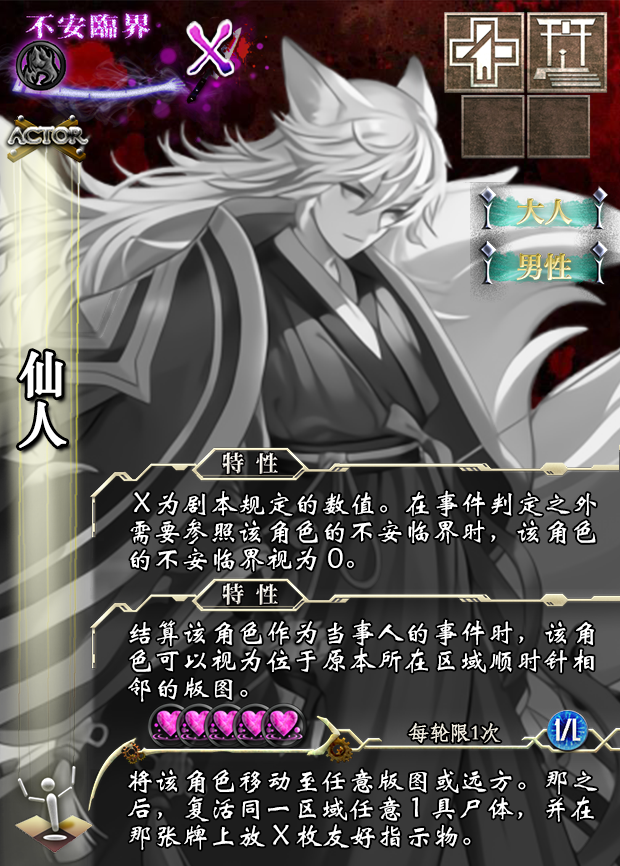 不安臨界
X
ACTOR
大人
男性
仙人
特性
X为剧本规定的数值。在事件判定之外
需要参照该角色的不安临界时，该角色
的不安临界视为0。
特性
结算该角色作为当事人的事件时，该角
色可以视为位于原本所在区域顺时针相
邻的版图。
每轮限1次
1/L
将该角色移动至任意版图或远方。那之
后，复活同一区域任意1具尸体，并在
那张牌上放X枚友好指示物。